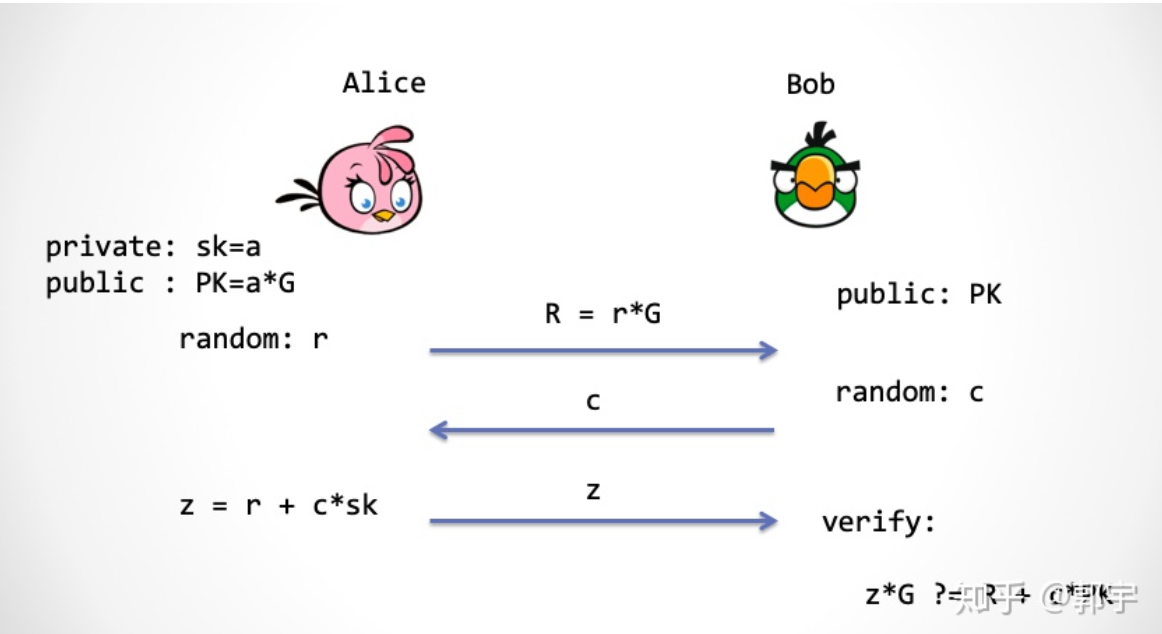 Alice
Bob
private: sk=a
public : PK=a*G
random: r
R = r*G
public: PK
random: c
c
z = r + c*sk
z
verify:
z*G ?= R + c*PK
知乎 @郭宇